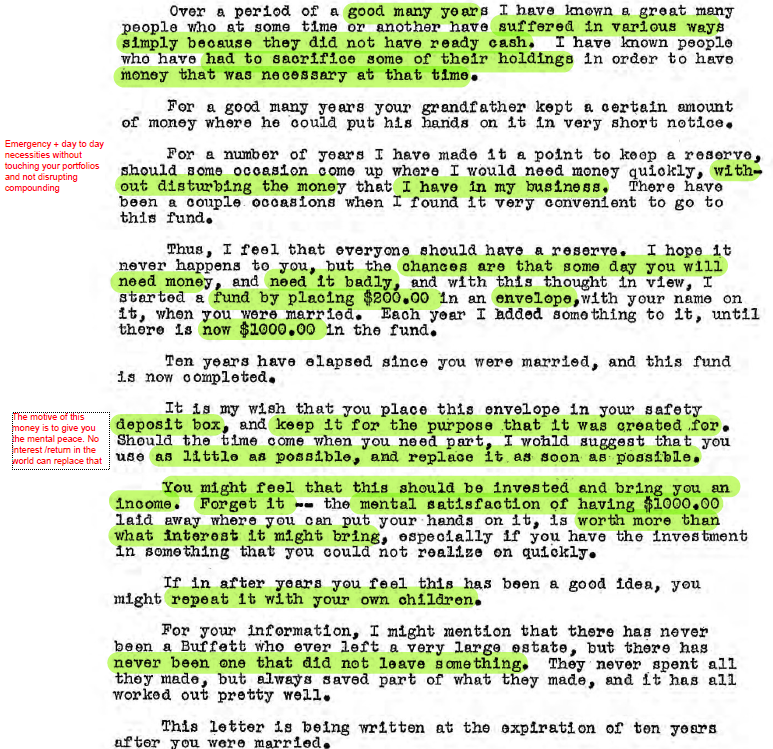 Over a period of a good many years I have known a great many
people who at some time or another have suffered in various ways
simply because they did not have ready cash. I have known people
who have had to sacrifice some of their holdings in order to have
money that was necessary at that time.
For a good many years your grandfather kept a certain amount
of money where he could put his hands on it in very short notice.
Emergency + day to day
necessities without
touching your portfolios
and not disrupting
compounding
For a number of years I have made it a point to keep a reserve,
should some occasion come up where I would need money quickly, with-
out disturbing the money that I have in my business. There have
been a couple occasions when I found it very convenient to go to
this fund.
Thus, I feel that everyone should have a reserve. I hope it
never happens to you, but the chances are that some day you will
need money, and need it badly, and with this thought in view, I
started a fund by placing $200.00 in an envelope,with your name on
it, when you were married. Each year I added something to it, until
there is now $1000.00 in the fund.
Ten years have elapsed since you were married, and this fund
is now completed.
It is my wish that you place this envelope in your safety
deposit box, and keep it for the purpose that it was created for.
Should the time come when you need part, I wohld suggest that you
use as little as possible, and replace it as soon as possible.
The motive of this
money is to give you
the mental peace. No
interest /return in the
world can replace that
You might feel that this should be invested and bring you an
income. Forget it -- the mental satisfaction of having $1000.00
laid away where you can put your hands on it, is worth more than
what interest it might bring, especially if you have the investment
in something that you could not realize on quickly.
If in after years you feel this has been a good idea, you
might repeat it with your own children.
For your information, I might mention that there has never
been a Buffett who ever left a very large estate, but there has
never been one that did not leave something. They never spent all
they made, but always saved part of what they made, and it has all
worked out pretty well.
This letter is being written at the expiration of ten years
after you were married.